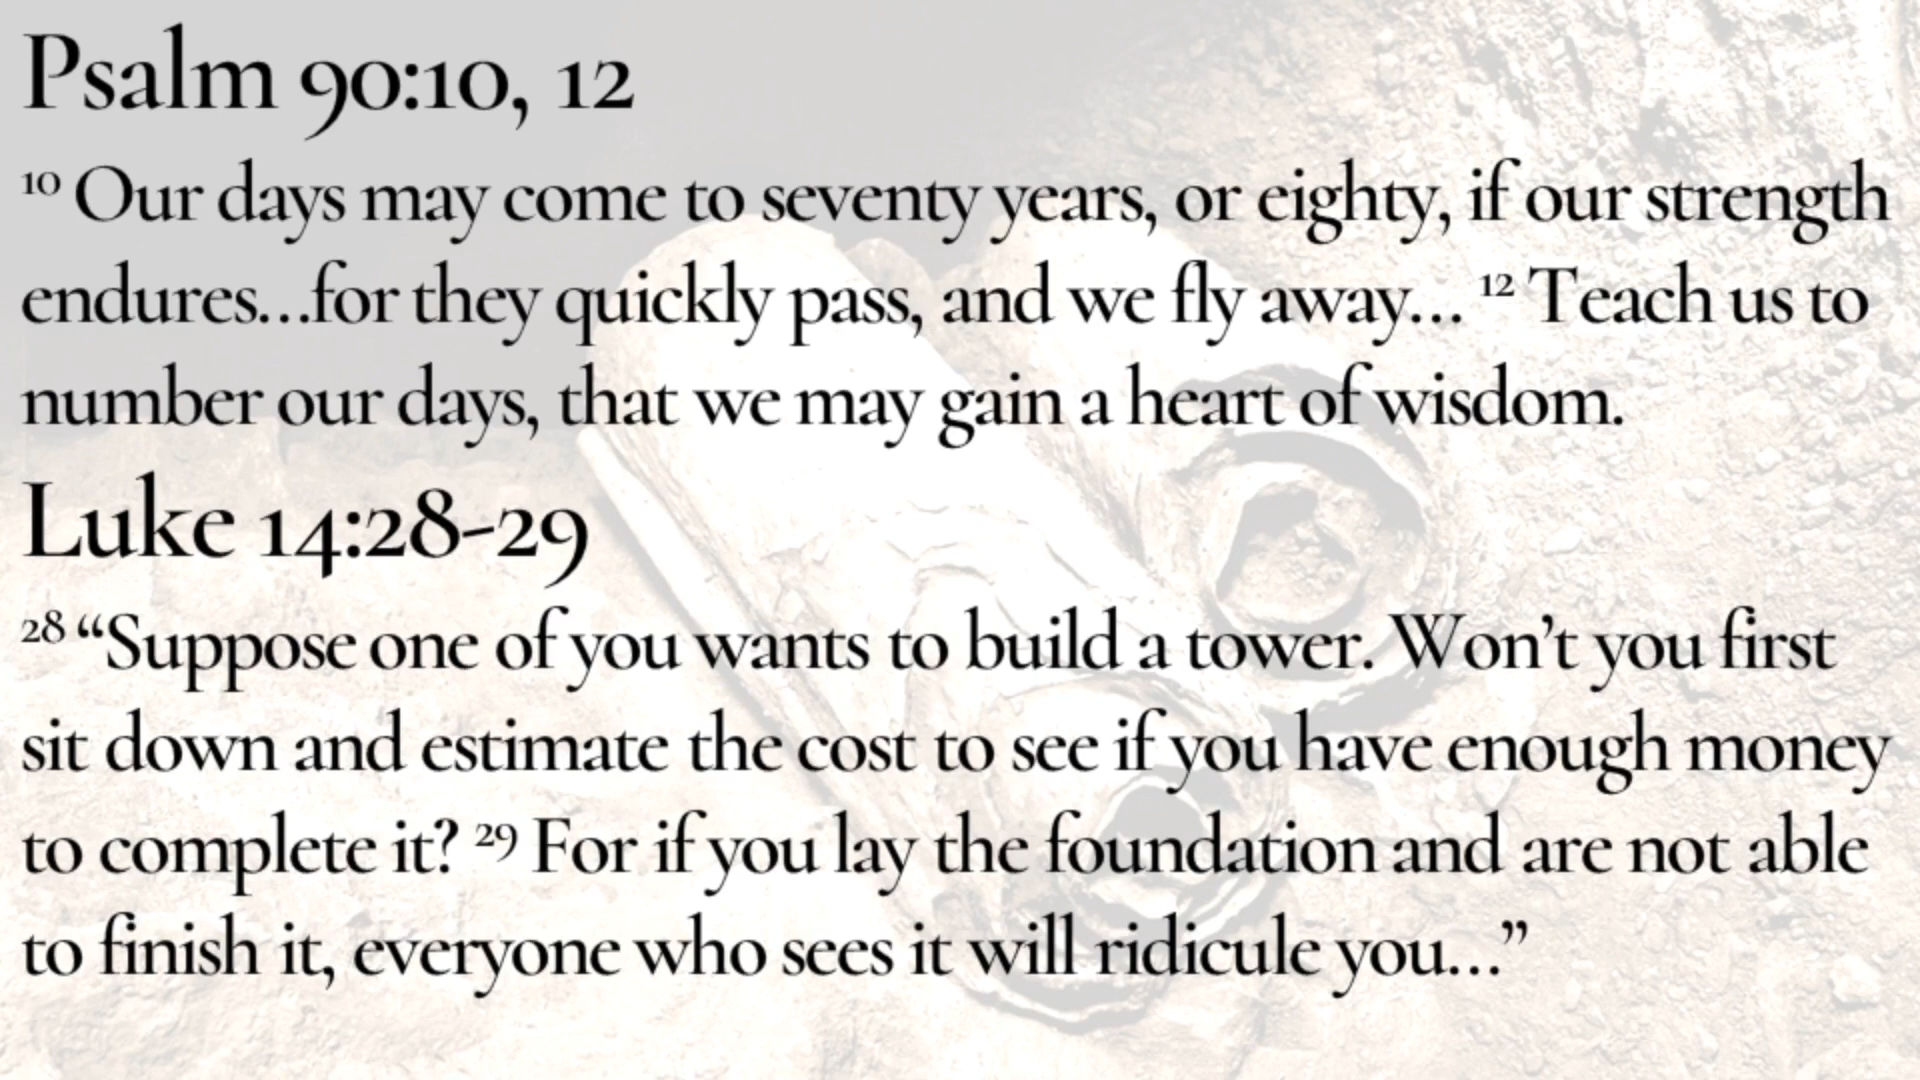 Psalm 90:10, 12
10 Our days may come to seventy years, or eighty, if our strength
endures…for they quickly pass, and we fly away… 12 Teach us to
number our days, that we may gain a heart of wisdom.
Luke 14:28-29
28 “Suppose one of you wants to build a tower. Won’t you first
sit down and estimate the cost to see if you have enough money
to complete it? 29 For if you lay the foundation and are not able
to finish it, everyone who sees it will ridicule you…”